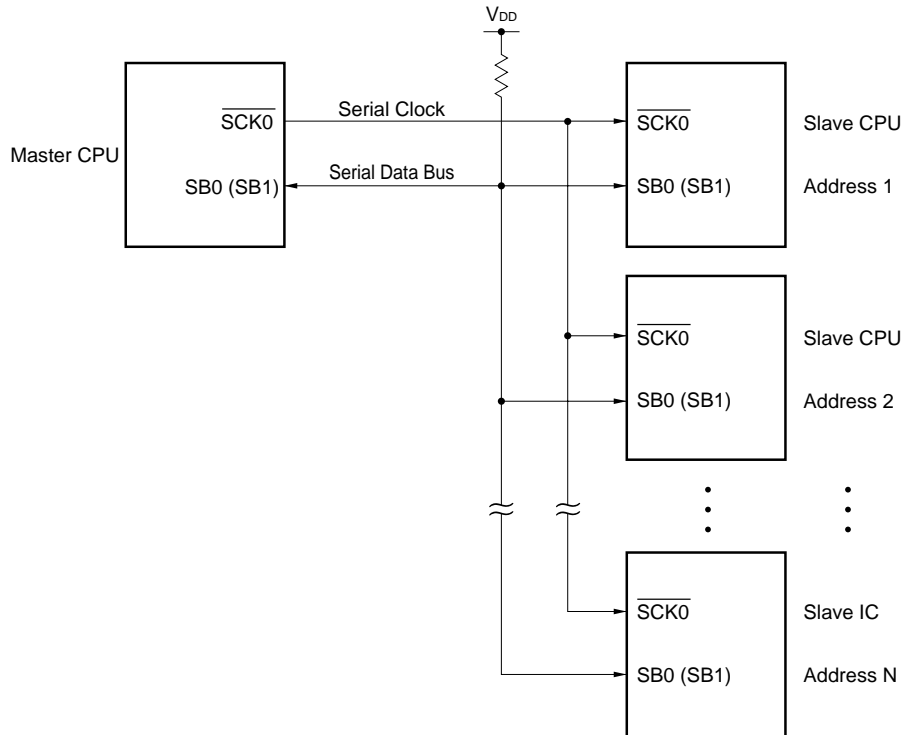 VDD
Master CPU
SCK0
SB0 (SB1)
Serial Clock
Serial Data Bus
SCK0
SB0 (SB1)
Slave CPU
Address 1
SCK0
SB0 (SB1)
Slave CPU
Address 2
SCK0
SB0 (SB1)
Slave IC
Address N